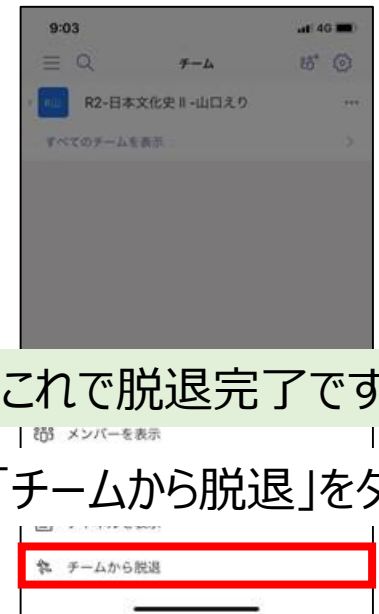 9:03
4G
チーム
R2-日本文化史Ⅱ-山口えり
すべてのチームを表示
これで脱退完了です
メンバーを表示
「チームから脱退」をタ
チームから脱退